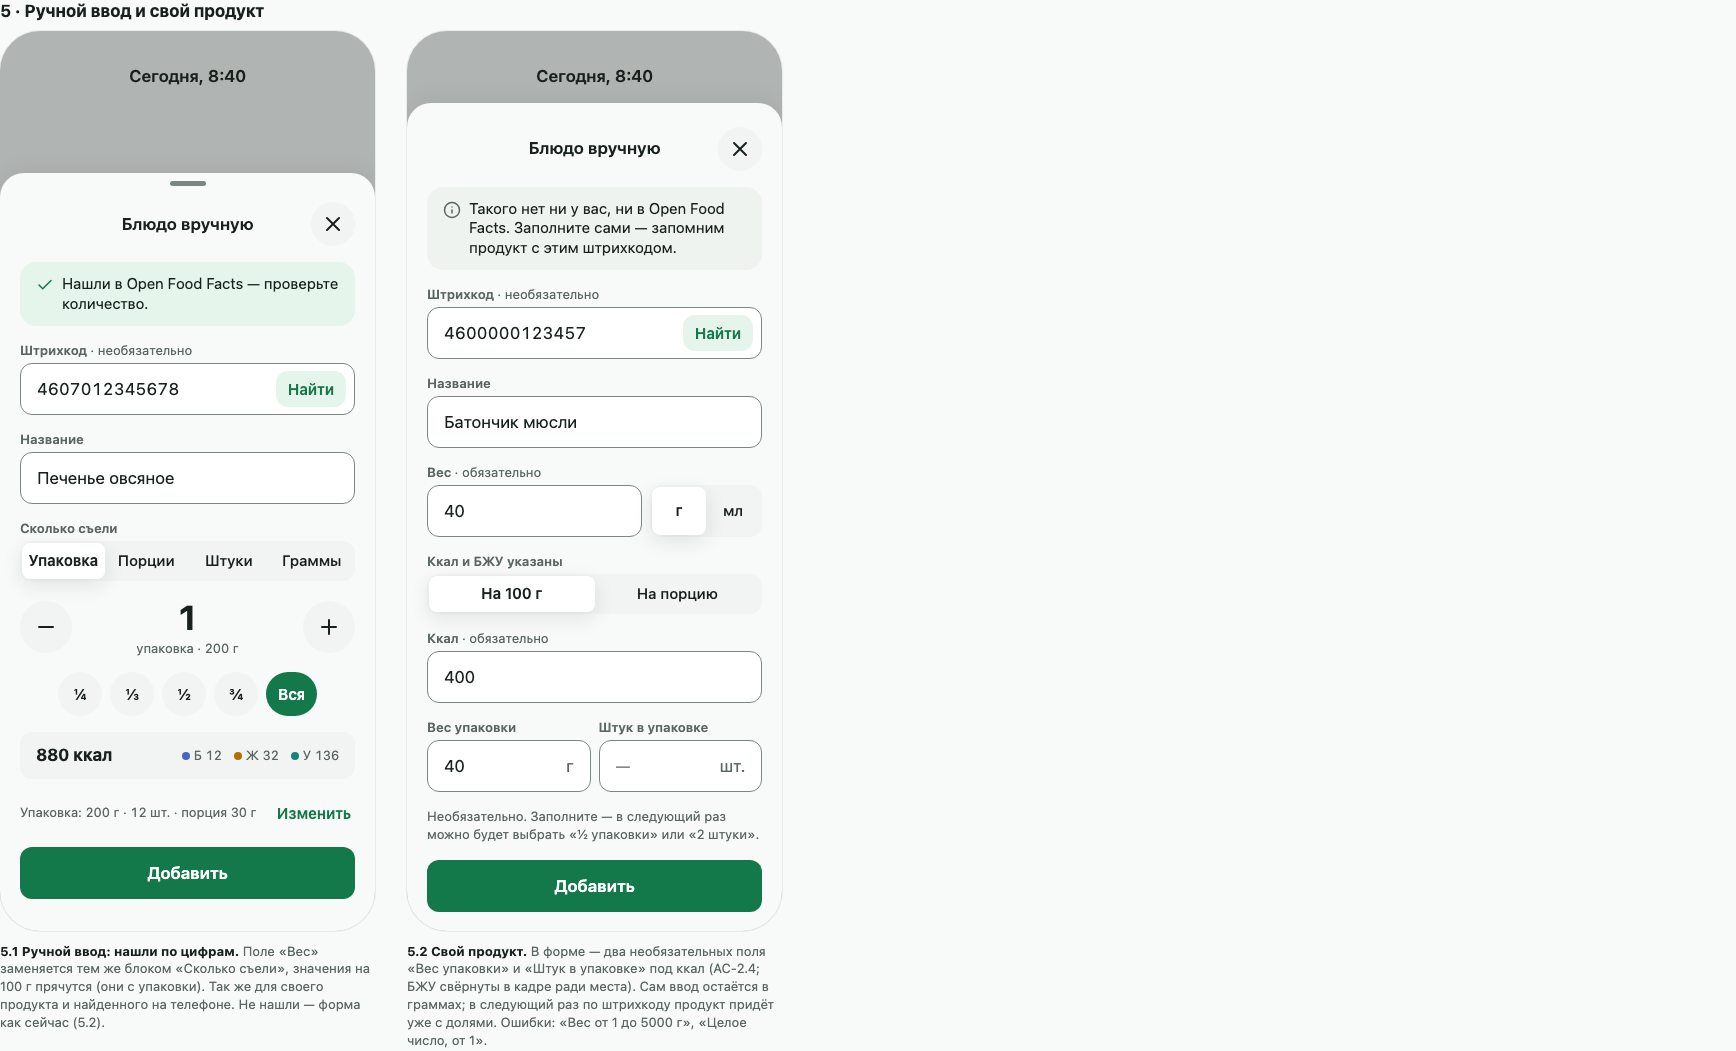 5 · Ручной ввод и свой продукт
Сегодня, 8:40
Блюдо вручную
Нашли в Open Food Facts — проверьте
количество.
Штрихкод · необязательно
4607012345678
Найти
Название
Печенье овсяное
Сколько съели
Упаковка Порции Штуки Граммы
1
упаковка · 200 г
¼ ⅓ ½ ¾ Вся
880 ккал Б 12 Ж 32 У 136
Упаковка: 200 г · 12 шт. · порция 30 г Изменить
Добавить
5.1 Ручной ввод: нашли по цифрам. Поле «Вес»
заменяется тем же блоком «Сколько съели», значения на
100 г прячутся (они с упаковки). Так же для своего
продукта и найденного на телефоне. Не нашли — форма
как сейчас (5.2).
Сегодня, 8:40
Блюдо вручную
Такого нет ни у вас, ни в Open Food
Facts. Заполните сами — запомним
продукт с этим штрихкодом.
Штрихкод · необязательно
4600000123457
Найти
Название
Батончик мюсли
Вес · обязательно
40 г мл
Ккал и БЖУ указаны
На 100 г На порцию
Ккал · обязательно
400
Вес упаковки Штук в упаковке
40 г — шт.
Необязательно. Заполните — в следующий раз
можно будет выбрать «½ упаковки» или «2 штуки».
Добавить
5.2 Свой продукт. В форме — два необязательных поля
«Вес упаковки» и «Штук в упаковке» под ккал (АС-2.4;
БЖУ свёрнуты в кадре ради места). Сам ввод остаётся в
граммах; в следующий раз по штрихкоду продукт придёт
уже с долями. Ошибки: «Вес от 1 до 5000 г», «Целое
число, от 1».